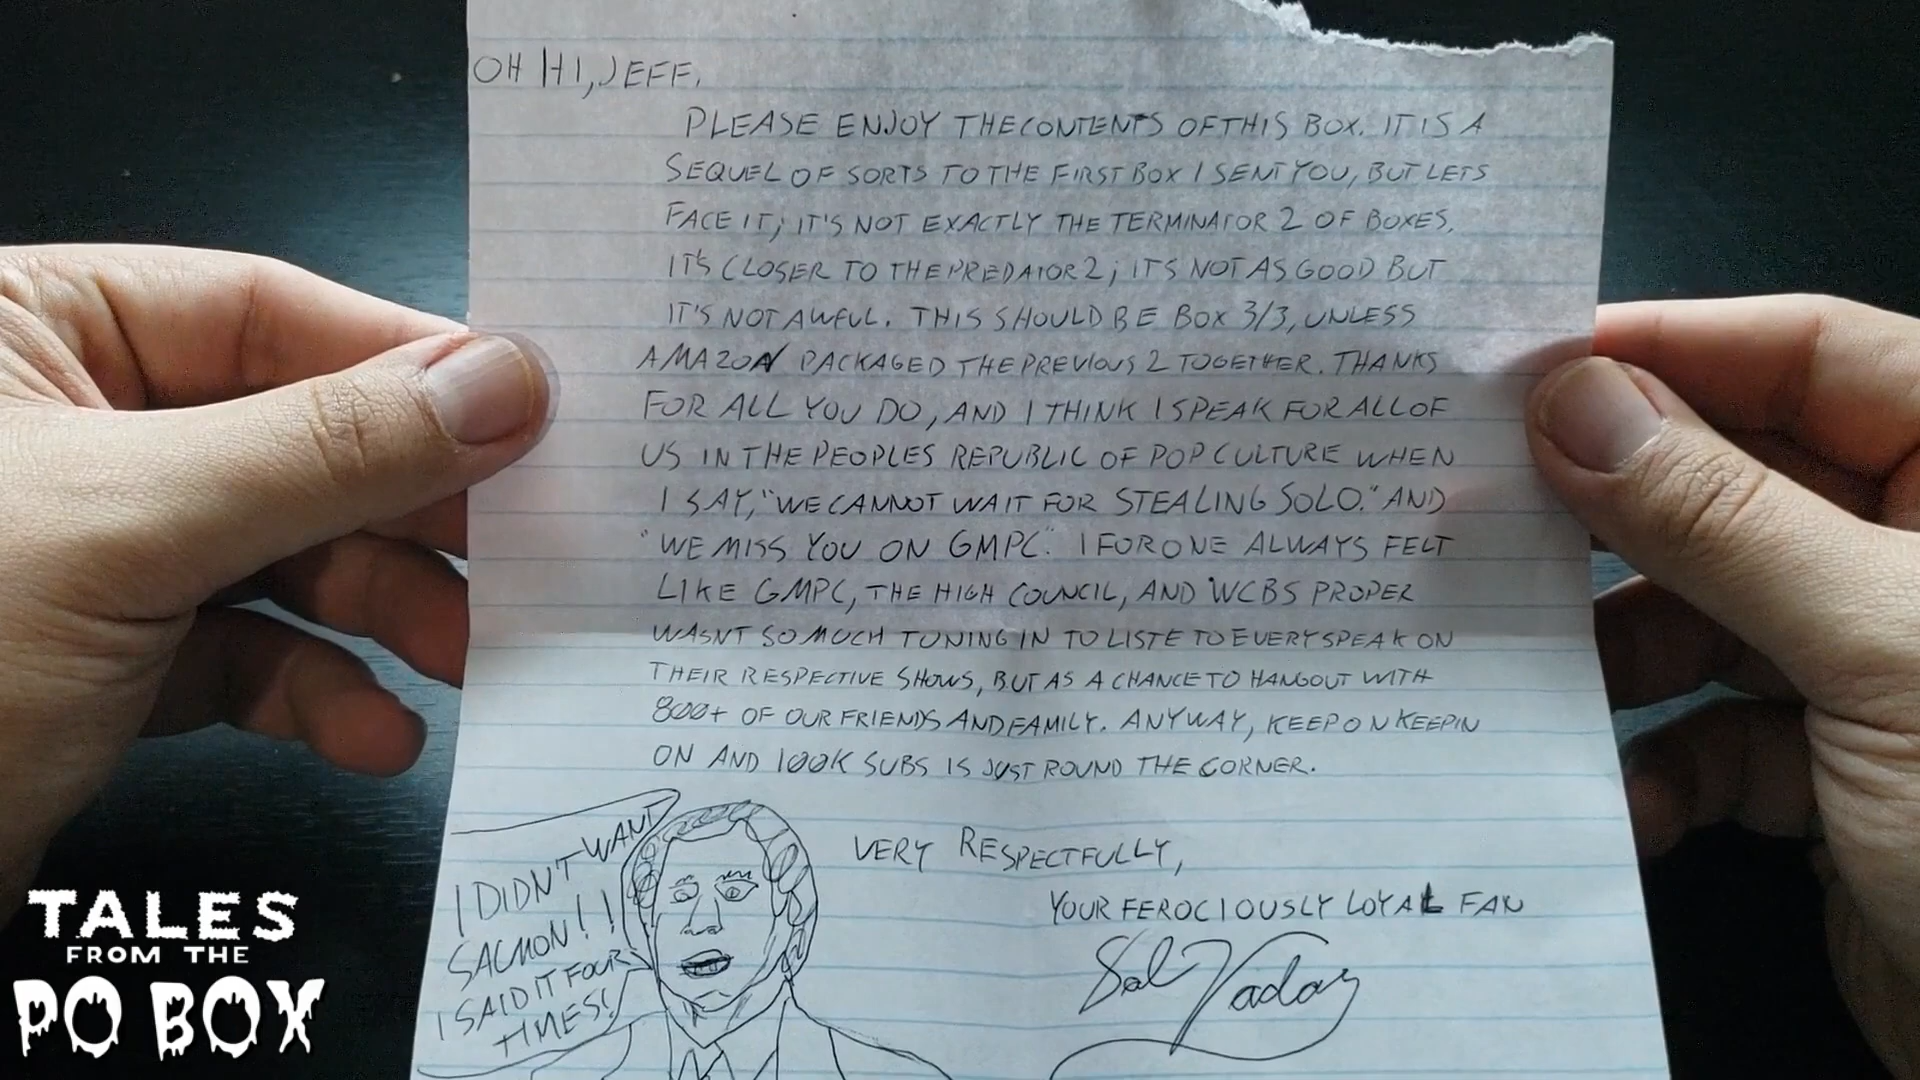 OH HI, JEFF,
PLEASE ENJOY THE CONTENTS OF THIS BOX. IT IS A
SEQUEL OF SORTS TO THE FIRST BOX I SENT YOU, BUT LETS
FACE IT; IT'S NOT EXACTLY THE TERMINATOR 2 OF BOXES.
IT'S CLOSER TO THE PREDATOR 2; ITS NOT AS GOOD BUT
IT'S NOT AWFUL. THIS SHOULD BE BOX 3/3, UNLESS
AMAZON PACKAGED THE PREVIOUS 2 TOGETHER. THANKS
FOR ALL YOU DO, AND I THINK I SPEAK FOR ALL OF
US IN THE PEOPLES REPUBLIC OF POP CULTURE WHEN
I SAY, "WE CANNOT WAIT FOR STEALING SOLO." AND
"WE MISS YOU ON GMPC". I FOR ONE ALWAYS FELT
LIKE GMPC, THE HIGH COUNCIL, AND WCBS PROPER
WASNT SO MUCH TUNING IN TO LISTE TO EVERY SPEAK ON
THEIR RESPECTIVE SHOWS, BUT AS A CHANCE TO HANGOUT WITH
800+ OF OUR FRIENDS AND FAMILY. ANYWAY, KEEP ON KEEPIN
ON AND 100K SUBS IS JUST ROUND THE CORNER.
VERY RESPECTFULLY,
YOUR FEROCIOUSLY LOYAL FAN
I DIDN'T WANT
SALMON!!
I SAID IT FOUR
TIMES!
TALES
FROM THE
PO BOX